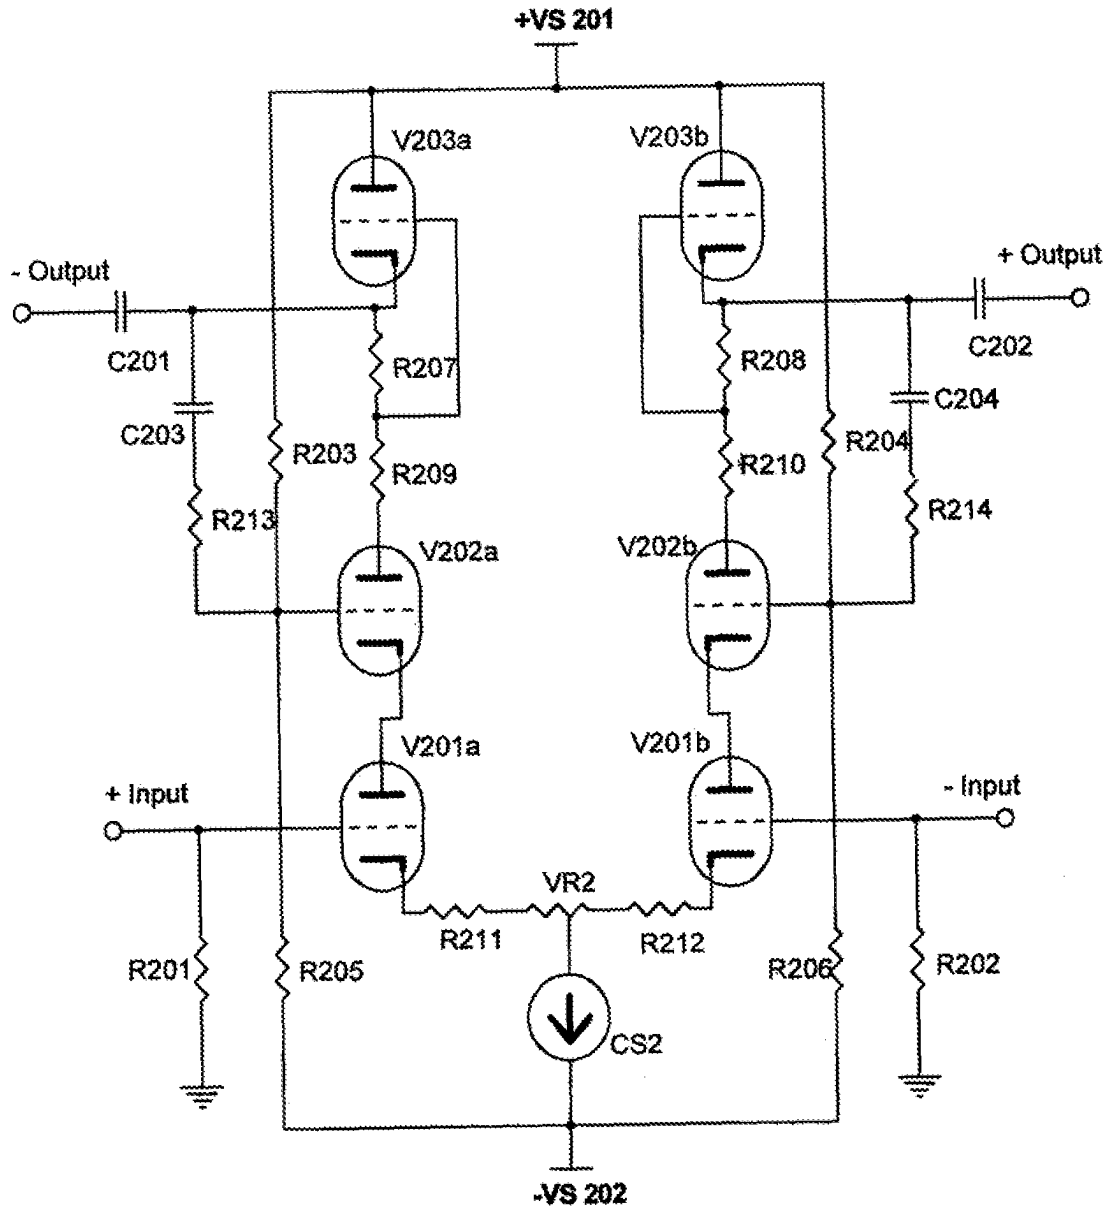 +VS 201
V203a
V203b
- Output
+ Output
C201
R207
R208
C202
C203
R203
R209
R210
R204
C204
R213
R214
V202a
V202b
V201a
V201b
+ Input
- Input
VR2
R211
R212
R201
R205
R206
R202
CS2
-VS 202